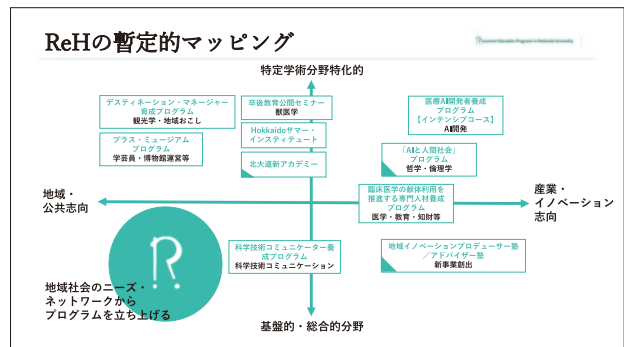 ReHの暫定的マッピング
Recurrent Education Programs in Hokkaido University
特定学術分野特化的
デスティネーション・マネージャー
育成プログラム
観光学・地域おこし
卒後教育公開セミナー
獣医学
医療AI開発者養成
プログラム
【インテンシブコース】
AI開発
プラス・ミュージアム
プログラム
学芸員・博物館運営等
Hokkaidoサマー・
インスティテュート
「AIと人間社会」
プログラム
哲学・倫理学
北大道新アカデミー
地域・
公共志向
臨床医学の献体利用を
推進する専門人材養成
プログラム
医学・教育・知財等
産業・
イノベーション
志向
科学技術コミュニケーター養
成プログラム
科学技術コミュニケーション
地域イノベーションプロデューサー塾
／アドバイザー塾
新事業創出
R
地域社会のニーズ・
ネットワークから
プログラムを立ち上げる
基盤的・総合的分野